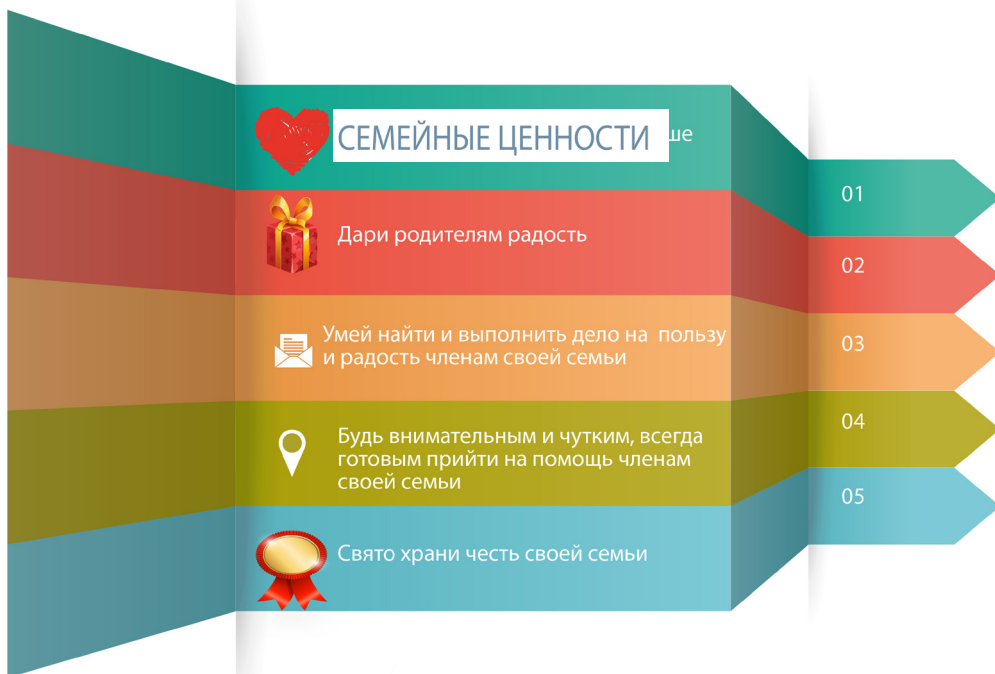 СЕМЕЙНЫЕ ЦЕННОСТИ
ше
01
Дари родителям радость
02
Умей найти и выполнить дело на пользу
и радость членам своей семьи
03
Будь внимательным и чутким, всегда
готовым прийти на помощь членам
своей семьи
04
Свято храни честь своей семьи
05